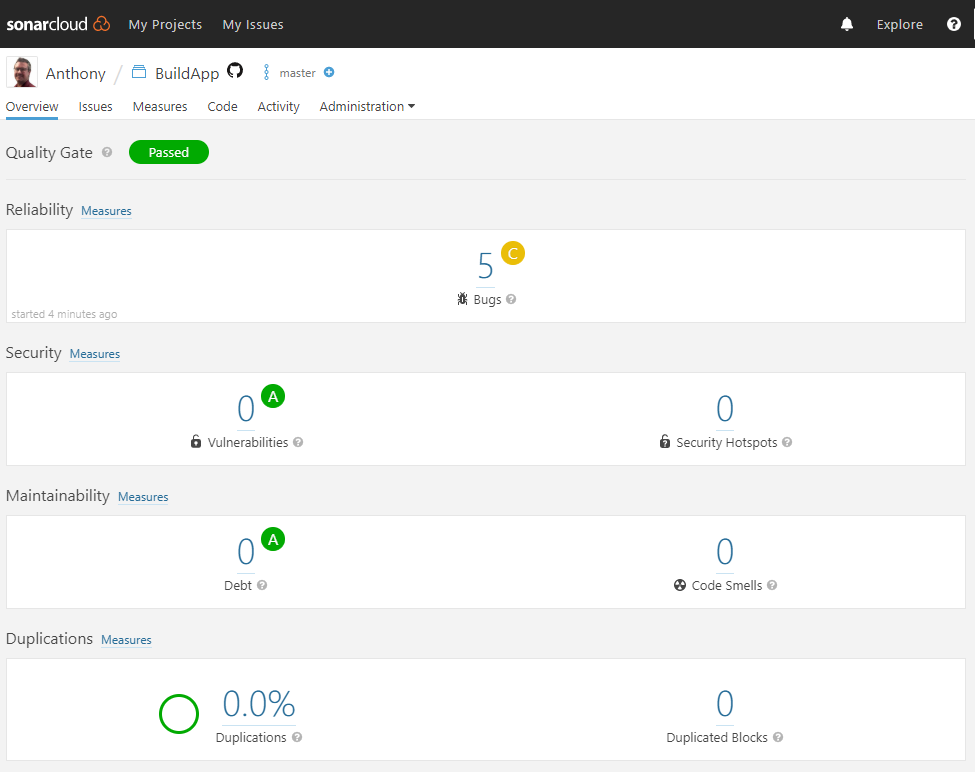 sonarcloud My Projects My Issues Explore ?
Anthony / BuildApp master
Overview Issues Measures Code Activity Administration
Quality Gate ? Passed
Reliability Measures
5 C
Bugs ?
started 4 minutes ago
Security Measures
0 A 0
Vulnerabilities ? Security Hotspots ?
Maintainability Measures
0 A 0
Debt ? Code Smells ?
Duplications Measures
0.0% 0
Duplications ? Duplicated Blocks ?